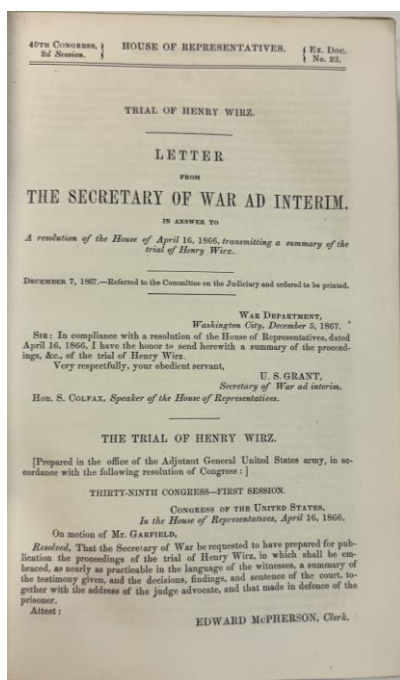 40TH CONGRESS, } HOUSE OF REPRESENTATIVES. { Ex. Doc.
2d Session. } { No. 23.
TRIAL OF HENRY WIRZ.
LETTER
FROM
THE SECRETARY OF WAR AD INTERIM,
IN ANSWER TO
A resolution of the House of April 16, 1866, transmitting a summary of the
trial of Henry Wirz.
DECEMBER 7, 1867.—Referred to the Committee on the Judiciary and ordered to be printed.
WAR DEPARTMENT,
Washington City, December 5, 1867.
SIR: In compliance with a resolution of the House of Representatives, dated
April 16, 1866, I have the honor to send herewith a summary of the proceed-
ings, &c., of the trial of Henry Wirz.
Very respectfully, your obedient servant,
U. S. GRANT,
Secretary of War ad interim.
Hon. S. COLFAX, Speaker of the House of Representatives.
THE TRIAL OF HENRY WIRZ.
[Prepared in the office of the Adjutant General United States army, in ac-
cordance with the following resolution of Congress:]
THIRTY-NINTH CONGRESS—FIRST SESSION.
CONGRESS OF THE UNITED STATES,
In the House of Representatives, April 16, 1866.
On motion of Mr. GARFIELD,
Resolved, That the Secretary of War be requested to have prepared for pub-
lication the proceedings of the trial of Henry Wirz, in which shall be em-
braced, as nearly as practicable in the language of the witnesses, a summary of
the testimony given, and the decisions, findings, and sentence of the court, to-
gether with the address of the judge advocate, and that made in defence of the
prisoner.
Attest:
EDWARD McPHERSON, Clerk.